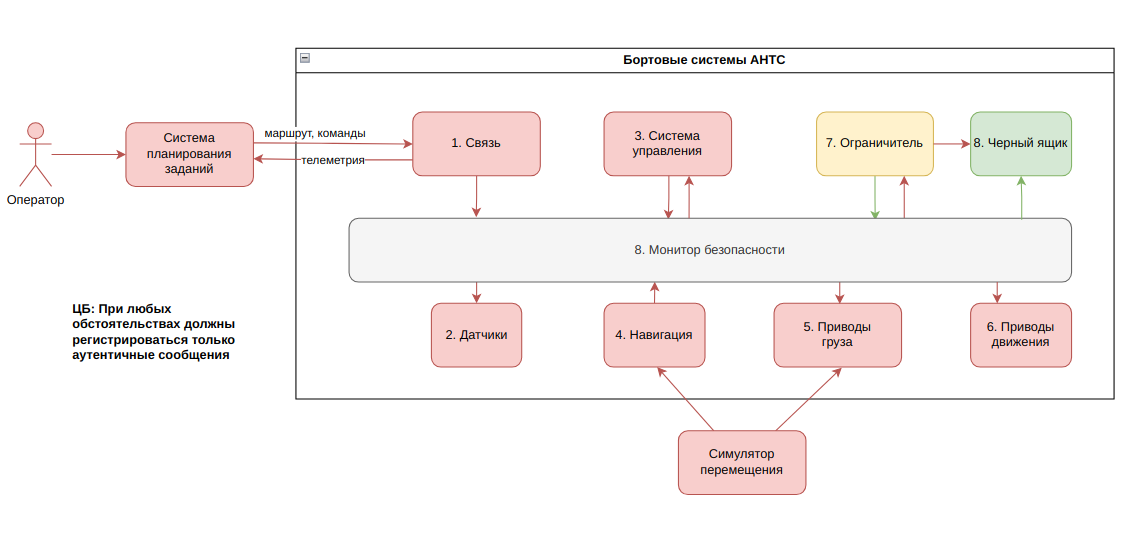 Бортовые системы АНТС
Система
планирования
заданий
маршрут, команды
телеметрия
1. Связь
3. Система
управления
7. Ограничитель
8. Черный ящик
Оператор
8. Монитор безопасности
ЦБ: При любых
обстоятельствах должны
регистрироваться только
аутентичные сообщения
2. Датчики
4. Навигация
5. Приводы
груза
6. Приводы
движения
Симулятор
перемещения